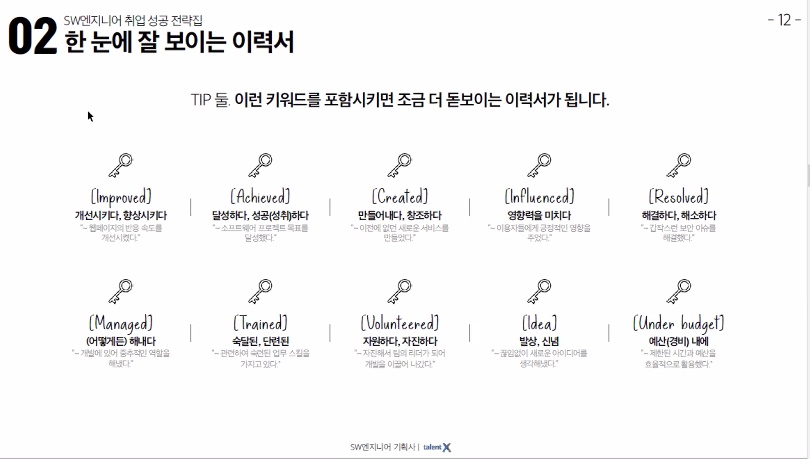 SW엔지니어 취업 성공 전략집
02 한 눈에 잘 보이는 이력서
- 12 -
TIP 둘. 이런 키워드를 포함시키면 조금 더 돋보이는 이력서가 됩니다.
[Improved]
개선시키다, 향상시키다
"~ 웹페이지의 반응 속도를
개선시켰다."
[Achieved]
달성하다, 성공(성취)하다
"~ 소프트웨어 프로젝트 목표를
달성했다."
[Created]
만들어내다, 창조하다
"~ 이전에 없던 새로운 서비스를
만들었다."
[Influenced]
영향력을 미치다
"~ 이용자들에게 긍정적인 영향을
주었다."
[Resolved]
해결하다, 해소하다
"~ 갑작스런 보안 이슈를
해결했다."
[Managed]
(어떻게든) 해내다
"~ 개발에 있어 중추적인 역할을
해냈다."
[Trained]
숙달된, 단련된
"~ 관련하여 숙련된 업무 스킬을
가지고 있다."
[Volunteered]
자원하다, 자진하다
"~ 자진해서 팀의 리더가 되어
개발을 이끌어 나갔다."
[Idea]
발상, 신념
"~ 끊임없이 새로운 아이디어를
생각해냈다."
[Under budget]
예산(경비) 내에
"~ 제한된 시간과 예산을
효율적으로 활용했다."
SW엔지니어 기획사 | talentX